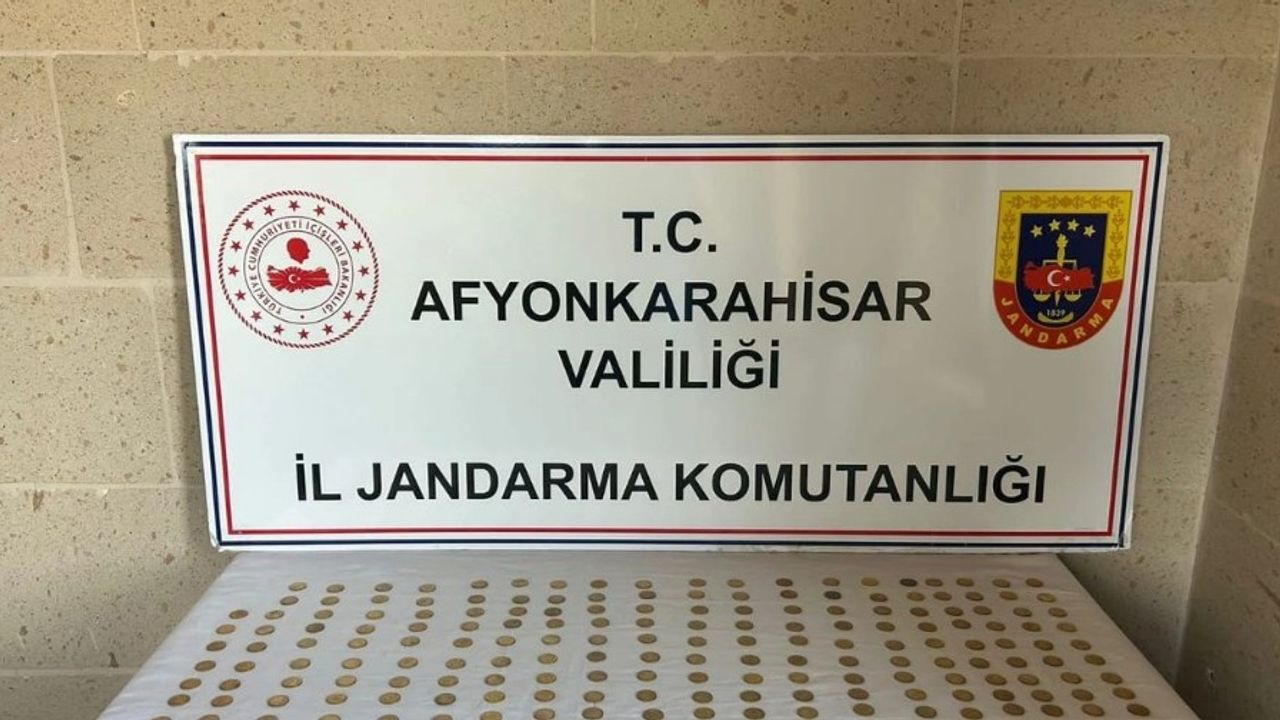 T.C.
AFYONKARAHİSAR
VALİLİĞİ
İL JANDARMA KOMUTANLIĞI
TÜRKİYE CUMHURİYETİ İÇİŞLERİ BAKANLIĞI
1839
JANDARMA